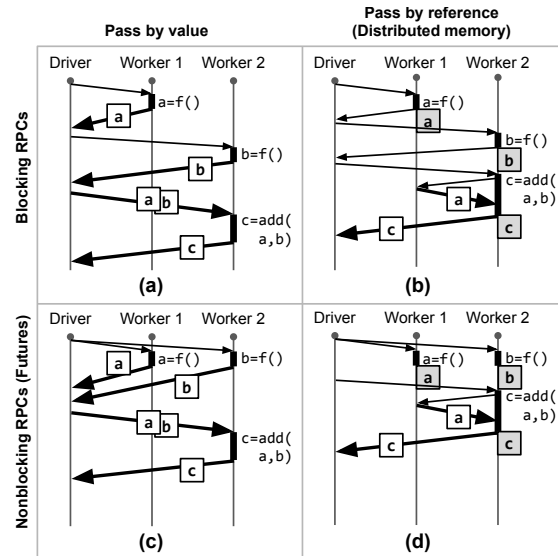 Pass by value
Pass by reference
(Distributed memory)
Blocking RPCs
Driver Worker 1 Worker 2
a=f()
a
b=f()
b
a b
c=add(
a,b)
c
(a)
Driver Worker 1 Worker 2
a=f()
a
b=f()
b
c=add(
a,b)
a
c
c
(b)
Nonblocking RPCs (Futures)
Driver Worker 1 Worker 2
a=f()
b=f()
a
b
a b
c=add(
a,b)
c
(c)
Driver Worker 1 Worker 2
a=f()
b=f()
a
b
c=add(
a,b)
a
c
c
(d)